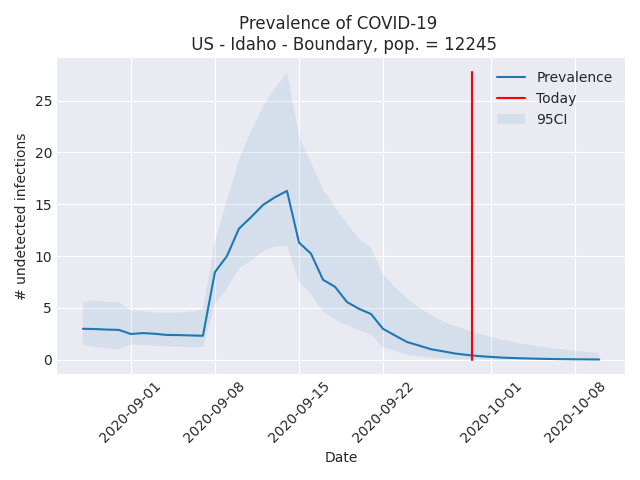 Prevalence of COVID-19
US - Idaho - Boundary, pop. = 12245
Prevalence
Today
95CI
# undetected infections
25
20
15
10
5
0
2020-09-01
2020-09-08
2020-09-15
2020-09-22
2020-10-01
2020-10-08
Date